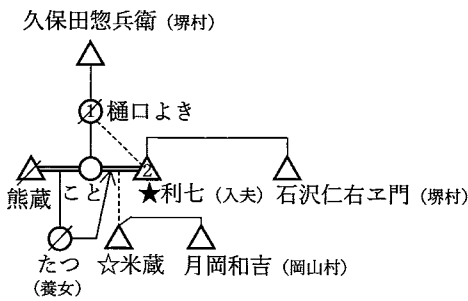 久保田惣兵衛（堺村）
1 樋口よき
2
熊蔵 こと ★利七（入夫） 石沢仁右ヱ門（堺村）
たつ ☆米蔵 月岡和吉（岡山村）
（養女）